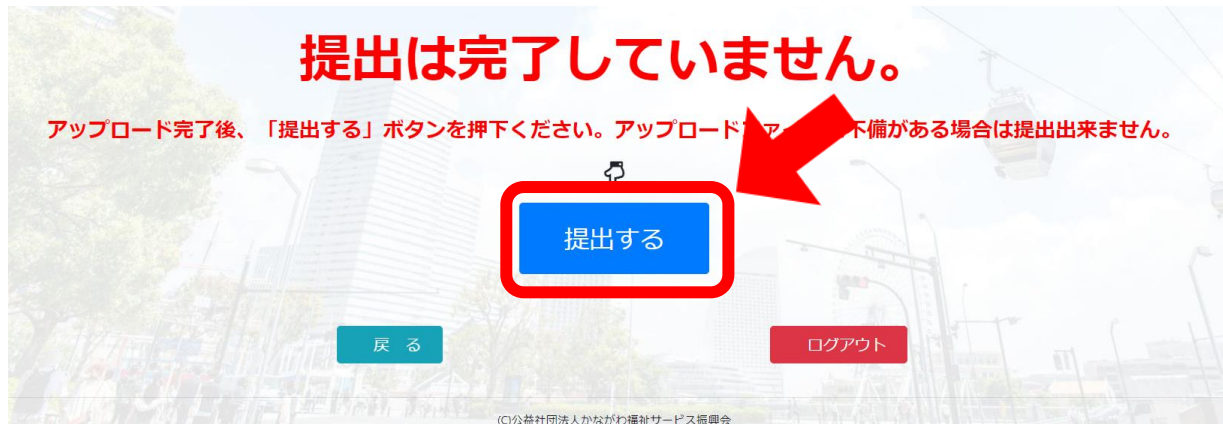 提出は完了していません。
アップロード完了後、「提出する」ボタンを押下ください。アップロード 不備がある場合は提出出来ません。
提出する
戻 る ログアウト
(C)公益社団法人かながわ福祉サービス振興会